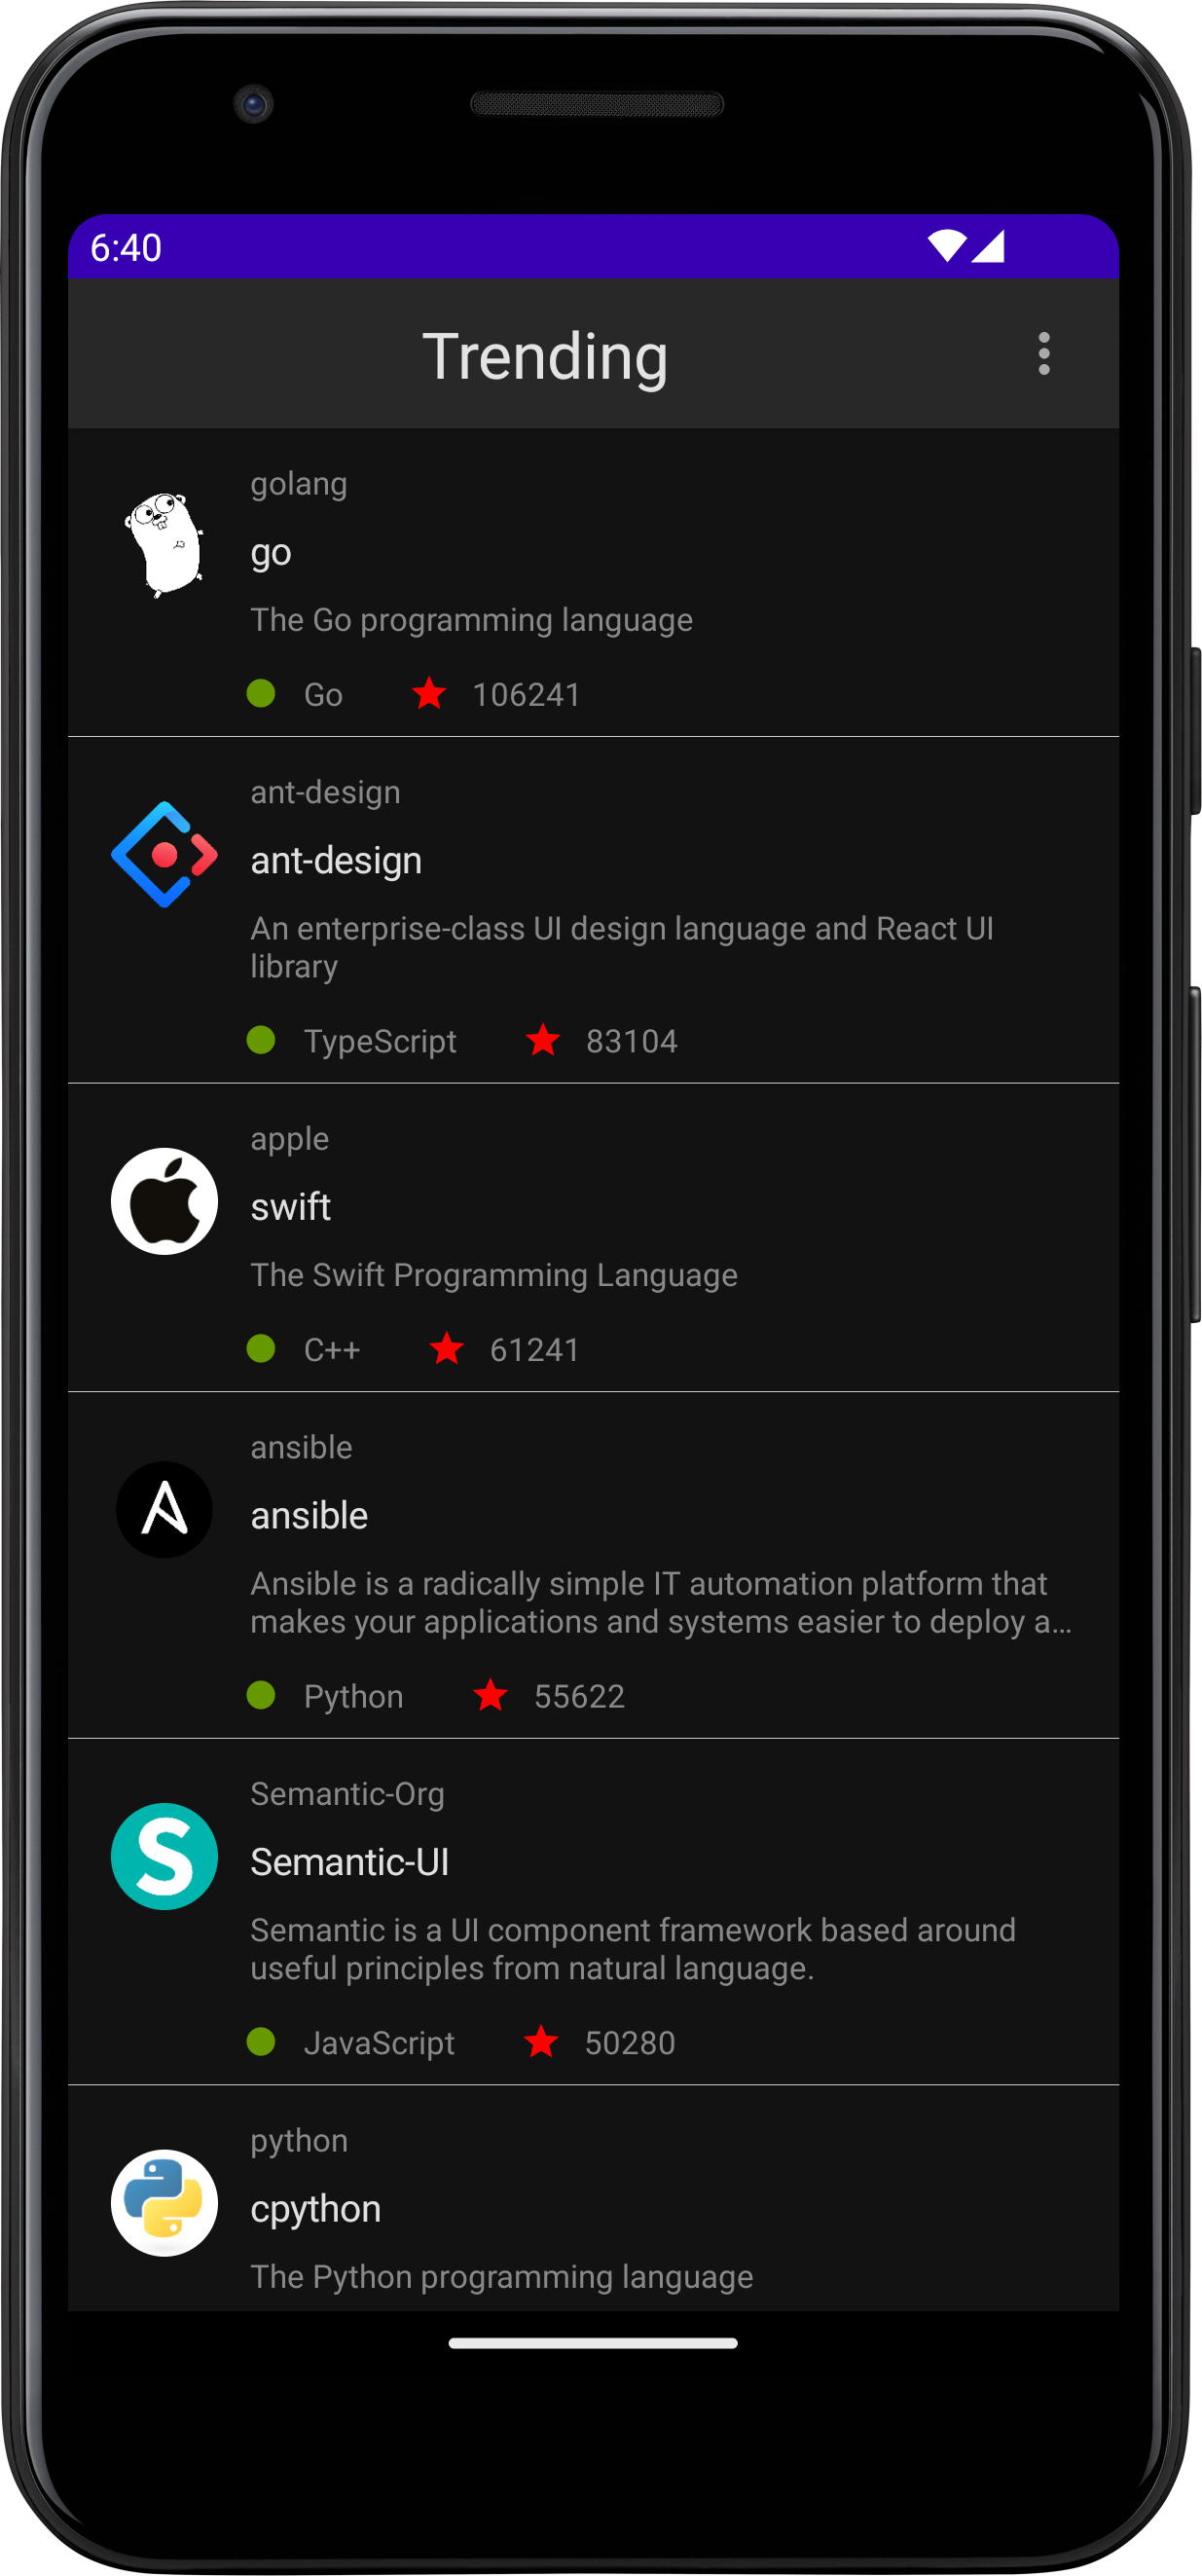 6:40
Trending
golang
go
The Go programming language
Go 106241
ant-design
ant-design
An enterprise-class UI design language and React UI
library
TypeScript 83104
apple
swift
The Swift Programming Language
C++ 61241
ansible
ansible
Ansible is a radically simple IT automation platform that
makes your applications and systems easier to deploy a…
Python 55622
Semantic-Org
Semantic-UI
Semantic is a UI component framework based around
useful principles from natural language.
JavaScript 50280
python
cpython
The Python programming language